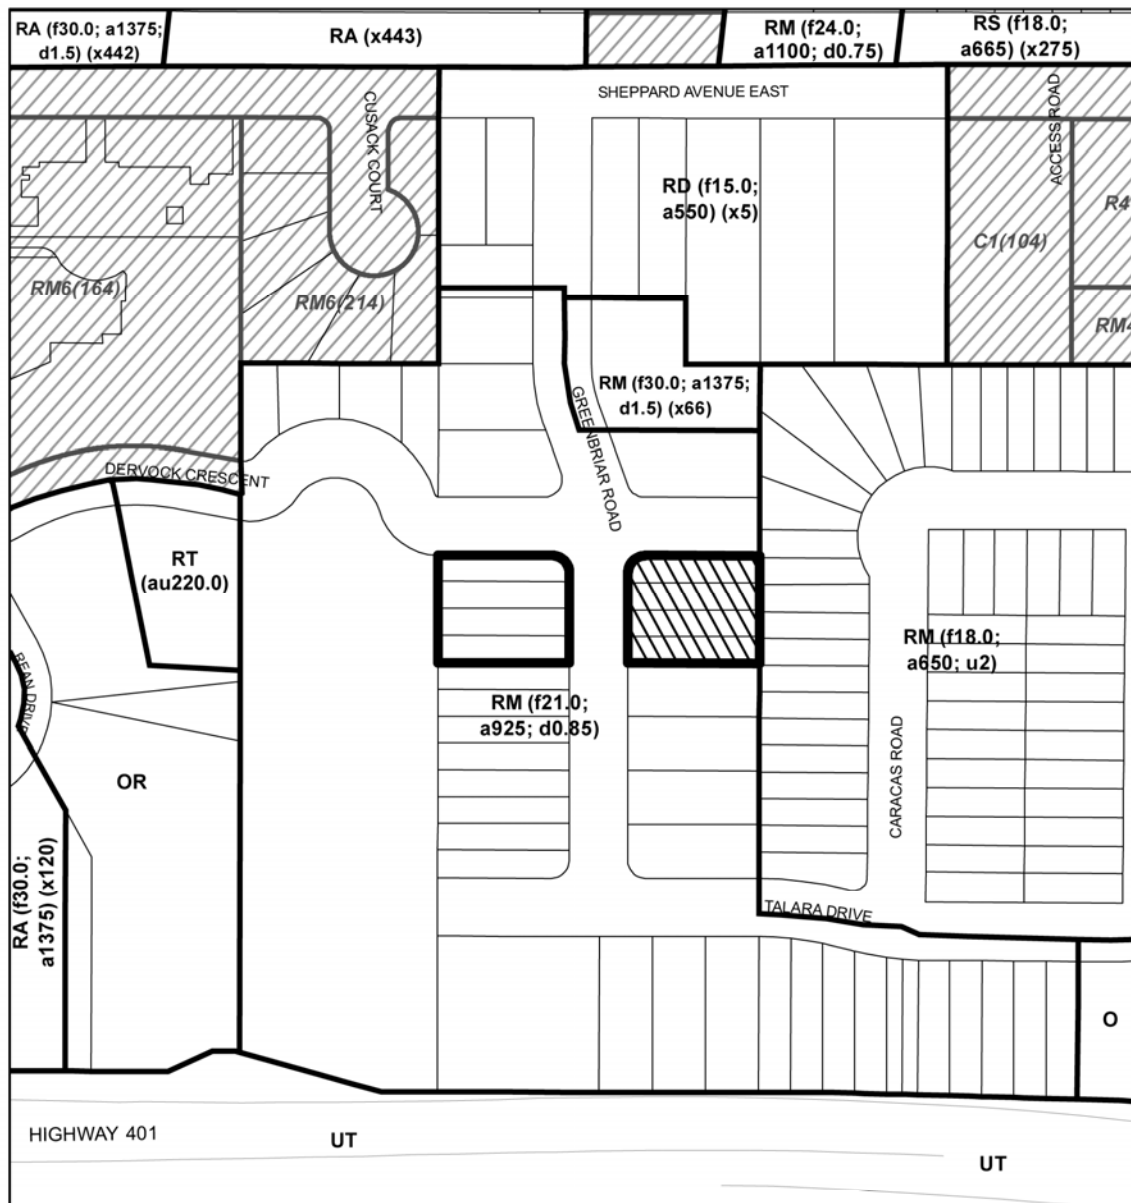 RA (f30.0; a1375;
d1.5) (x442)
RA (x443)
RM (f24.0;
a1100; d0.75)
RS (f18.0;
a665) (x275)
SHEPPARD AVENUE EAST
CUSACK COURT
ACCESS ROAD
RD (f15.0;
a550) (x5)
R4
C1(104)
RM6(164)
RM6(214)
RM4
RM (f30.0; a1375;
d1.5) (x66)
GREENBRIAR ROAD
DERVOCK CRESCENT
RT
(au220.0)
RM (f18.0;
a650; u2)
REAN DRIVE
RM (f21.0;
a925; d0.85)
CARACAS ROAD
OR
RA (f30.0;
a1375) (x120)
TALARA DRIVE
O
HIGHWAY 401
UT
UT